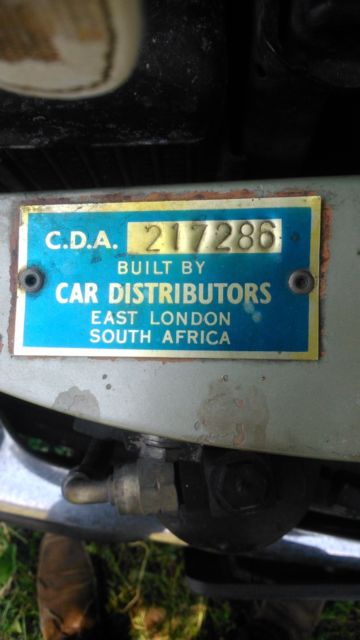 C.D.A. 217286
BUILT BY
CAR DISTRIBUTORS
EAST LONDON
SOUTH AFRICA